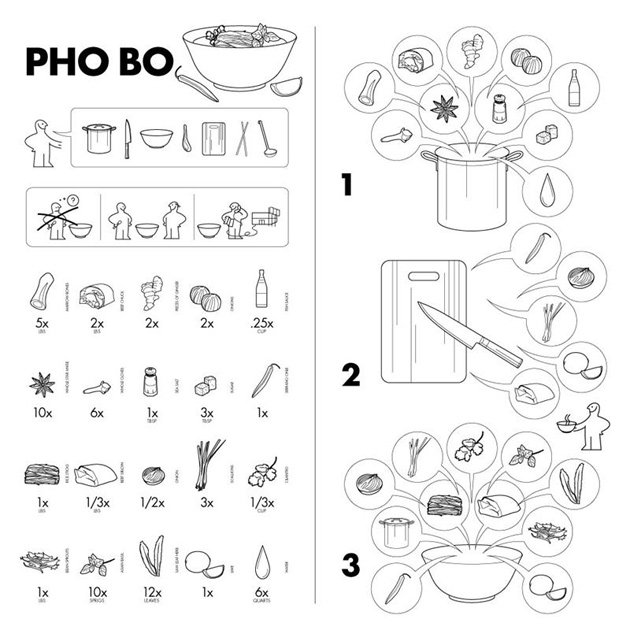 PHO BO
?
MARROW BONES
5x
LBS
BEEF CHUCK
2x
LBS
PIECES OF GINGER
2x
ONIONS
2x
FISH SAUCE
.25x
CUP
WHOLE STAR ANISE
10x
WHOLE CLOVES
6x
SEA SALT
1x
TBSP
SUGAR
3x
TBSP
SERRANO CHILE
1x
RICE STICKS
1x
LBS
BEEF SIRLOIN
1/3x
LBS
ONION
1/2x
SCALLIONS
3x
CILANTRO
1/3x
CUP
BEAN SPROUTS
1x
LBS
ASIAN BASIL
10x
SPRIGS
SAW-LEAF HERB
12x
LEAVES
LIME
1x
WATER
6x
QUARTS
1
2
3